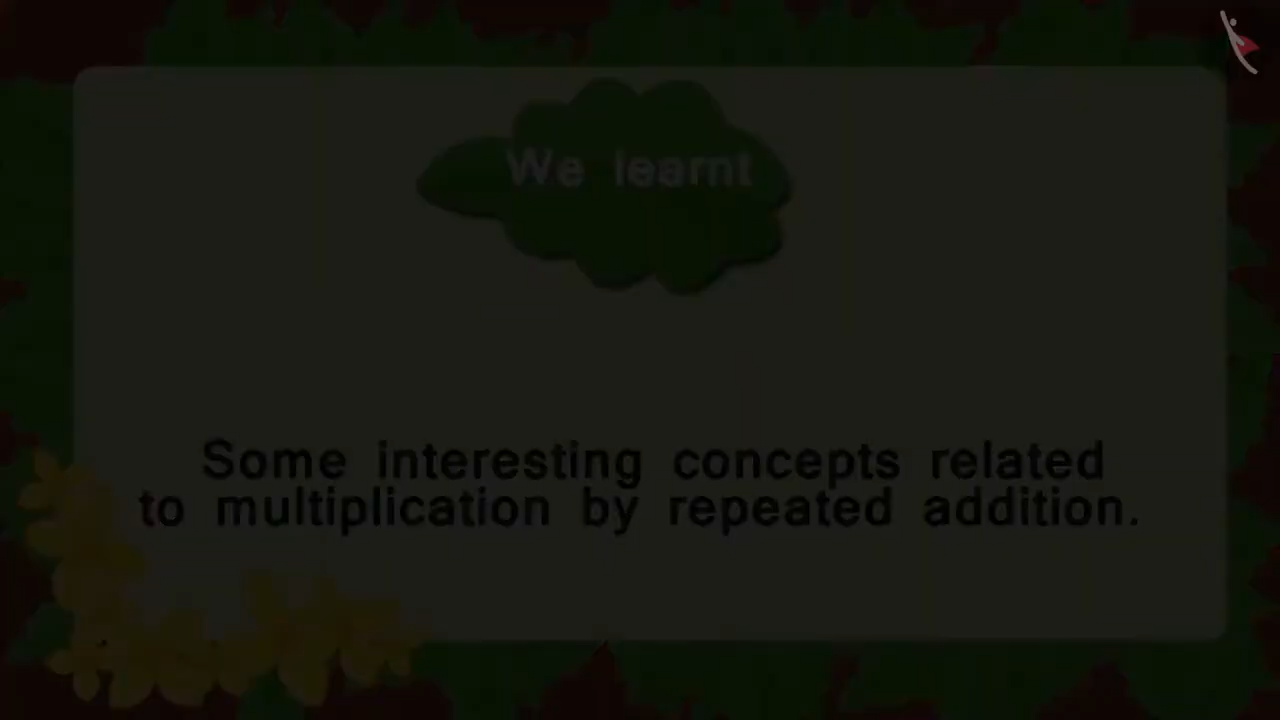 We learnt
Some interesting concepts related
to multiplication by repeated addition.